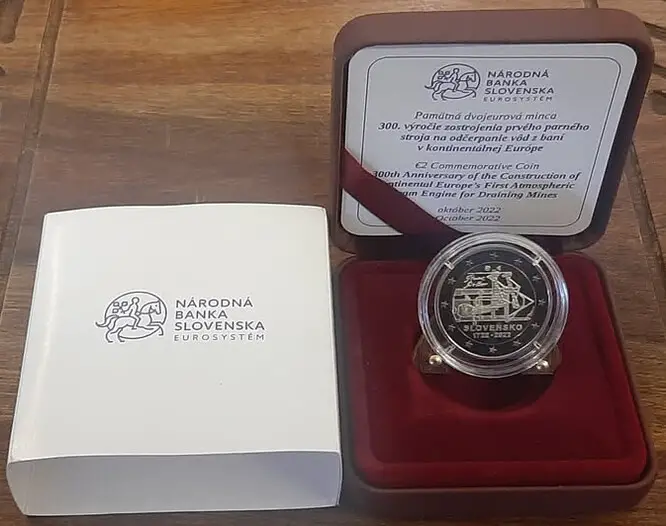 NÁRODNÁ
BANKA
SLOVENSKA
EUROSYSTÉM
Pamätná dvojeurová minca
300. výročie zostrojenia prvého parného
stroja na odčerpanie vôd z baní
v kontinentálnej Európe
€2 Commemorative Coin
300th Anniversary of the Construction of
ntinental Europe's First Atmospheric
am Engine for Draining Mines
október 2022
October 2022
SLOVENSKO
1722 - 2022
NÁRODNÁ
BANKA
SLOVENSKA
EUROSYSTÉM